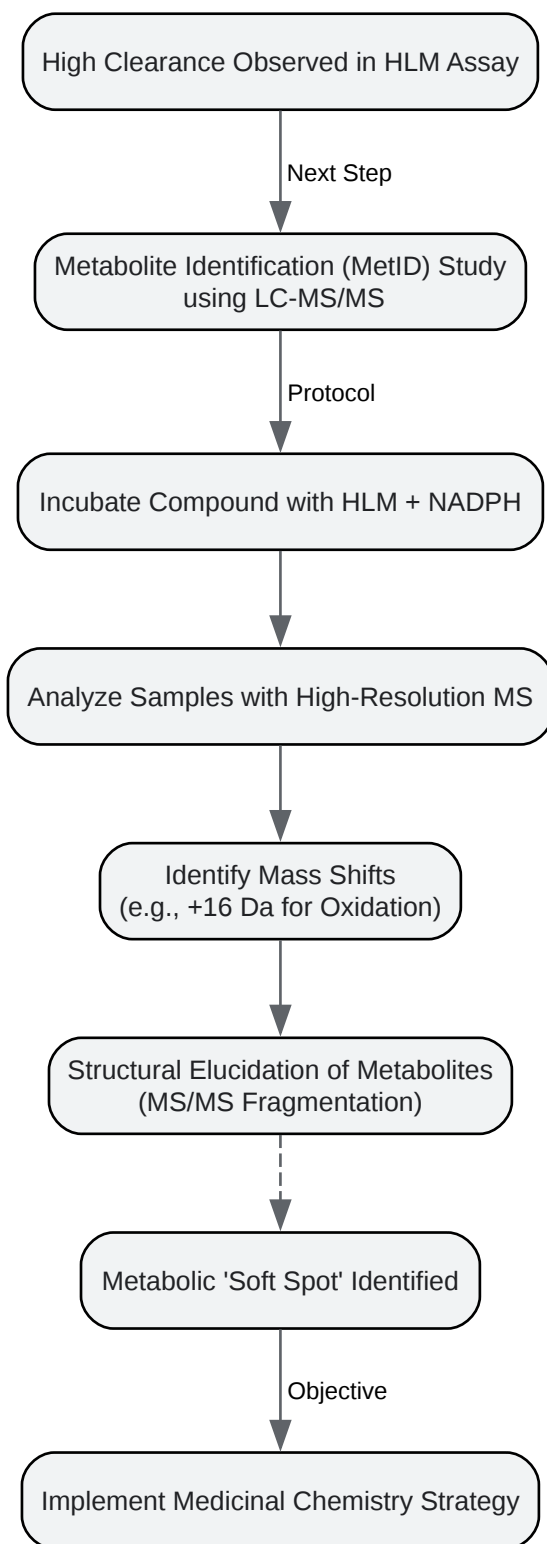 High Clearance Observed in HLM Assay
Next Step
Metabolite Identification (MetID) Study
using LC-MS/MS
Protocol
Incubate Compound with HLM + NADPH
Analyze Samples with High-Resolution MS
Identify Mass Shifts
(e.g., +16 Da for Oxidation)
Structural Elucidation of Metabolites
(MS/MS Fragmentation)
Metabolic 'Soft Spot' Identified
Objective
Implement Medicinal Chemistry Strategy